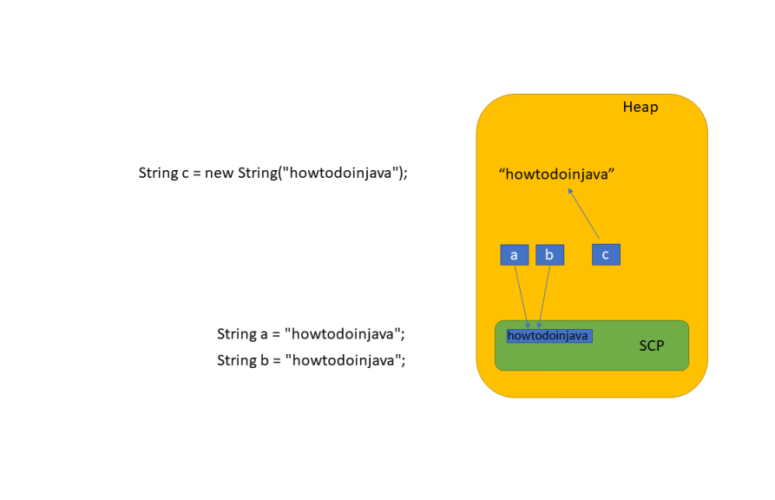 Heap
String c = new String("howtodoinjava");
“howtodoinjava”
a
b
c
String a = "howtodoinjava";
String b = "howtodoinjava";
howtodoinjava
SCP